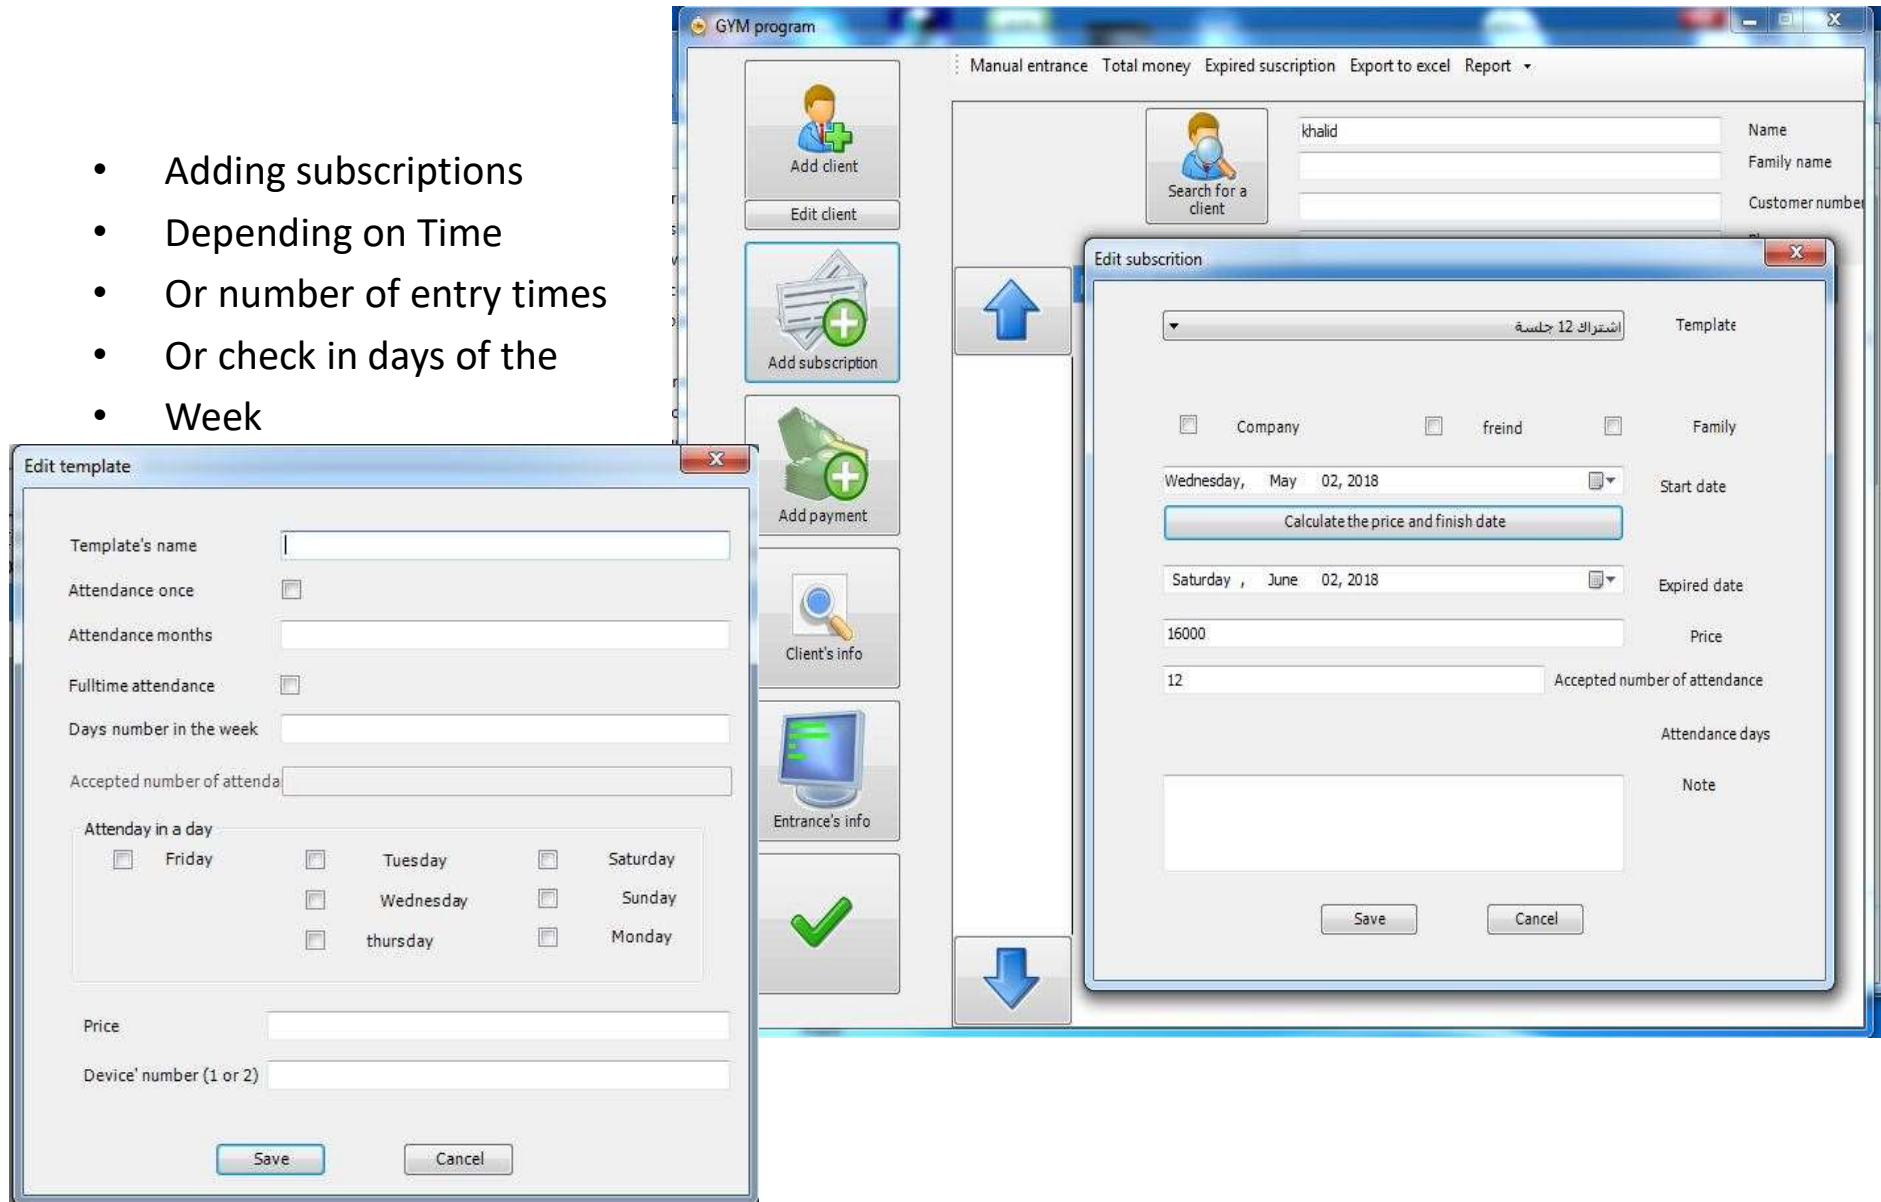 • Adding subscriptions
• Depending on Time
• Or number of entry times
• Or check in days of the
• Week
GYM program
Manual entrance Total money Expired suscription Export to excel Report
Add client
Edit client
Add subscription
Add payment
Client's info
Entrance's info
Search for a
client
khalid
Name
Family name
Customer number
Edit subscrition
اشتراك 12 جلسة
Template
Company
freind
Family
Wednesday, May 02, 2018
Start date
Calculate the price and finish date
Saturday , June 02, 2018
Expired date
16000
Price
12
Accepted number of attendance
Attendance days
Note
Save
Cancel
Edit template
Template's name
Attendance once
Attendance months
Fulltime attendance
Days number in the week
Accepted number of attenda
Attenday in a day
Friday
Tuesday
Saturday
Wednesday
Sunday
thursday
Monday
Price
Device' number (1 or 2)
Save
Cancel